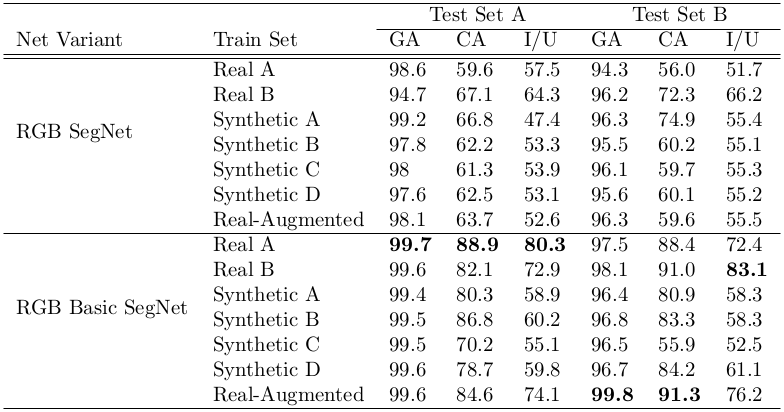 Test Set A Test Set B
Net Variant Train Set GA CA I/U GA CA I/U
Real A 98.6 59.6 57.5 94.3 56.0 51.7
Real B 94.7 67.1 64.3 96.2 72.3 66.2
Synthetic A 99.2 66.8 47.4 96.3 74.9 55.4
RGB SegNet
Synthetic B 97.8 62.2 53.3 95.5 60.2 55.1
Synthetic C 98 61.3 53.9 96.1 59.7 55.3
Synthetic D 97.6 62.5 53.1 95.6 60.1 55.2
Real-Augmented 98.1 63.7 52.6 96.3 59.6 55.5
Real A 99.7 88.9 80.3 97.5 88.4 72.4
Real B 99.6 82.1 72.9 98.1 91.0 83.1
Synthetic A 99.4 80.3 58.9 96.4 80.9 58.3
RGB Basic SegNet
Synthetic B 99.5 86.8 60.2 96.8 83.3 58.3
Synthetic C 99.5 70.2 55.1 96.5 55.9 52.5
Synthetic D 99.6 78.7 59.8 96.7 84.2 61.1
Real-Augmented 99.6 84.6 74.1 99.8 91.3 76.2